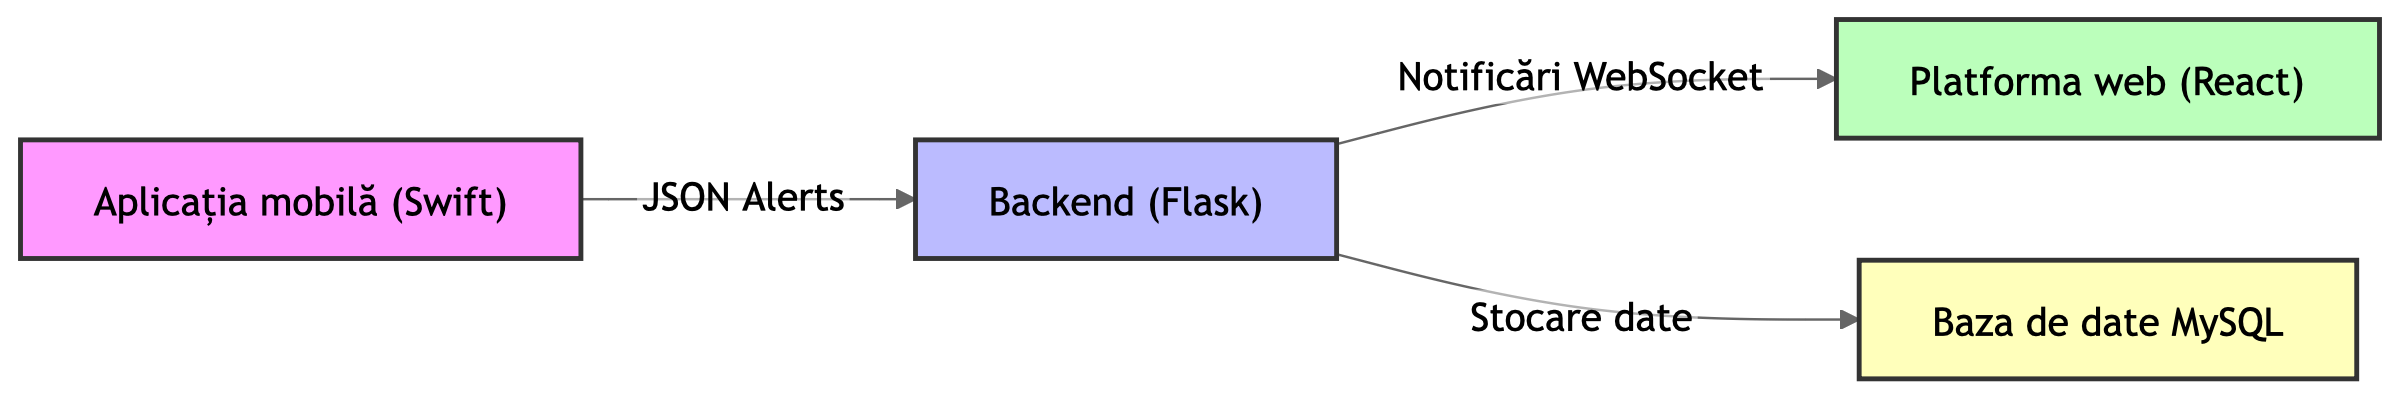 Aplicația mobilă (Swift)
JSON Alerts
Backend (Flask)
Notificări WebSocket
Platforma web (React)
Stocare date
Baza de date MySQL